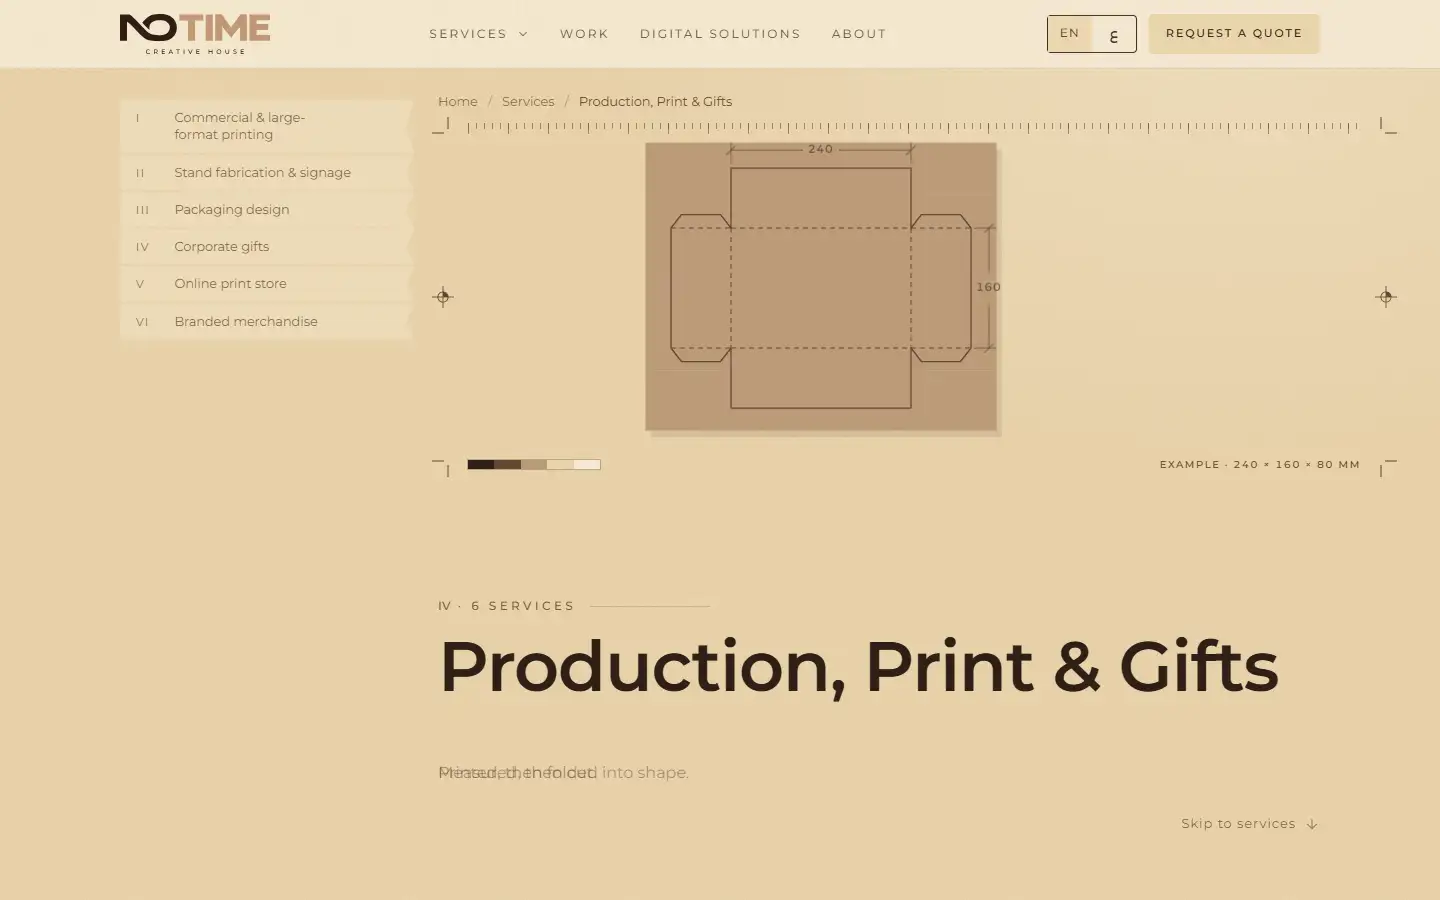 NOTIME
CREATIVE HOUSE
SERVICES
WORK
DIGITAL SOLUTIONS
ABOUT
EN
ع
REQUEST A QUOTE
I
Commercial & large-
format printing
II
Stand fabrication & signage
III
Packaging design
IV
Corporate gifts
V
Online print store
VI
Branded merchandise
Home / Services / Production, Print & Gifts
240
160
EXAMPLE · 240 × 160 × 80 MM
IV · 6 SERVICES
Production, Print & Gifts
into shape.
Skip to services ↓